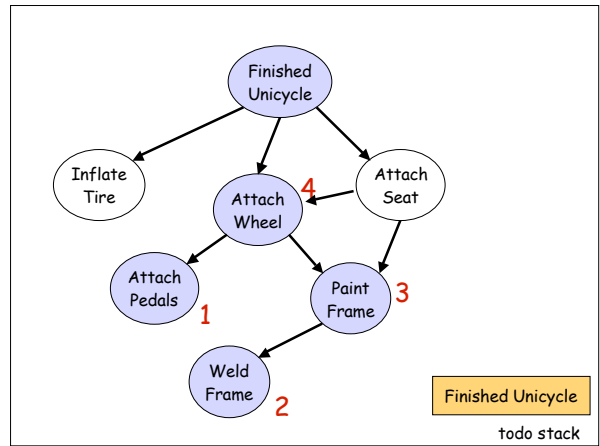 Finished
Unicycle
Inflate
Tire
Attach
Wheel
4
Attach
Seat
Attach
Pedals
1
Paint
Frame
3
Weld
Frame
2
Finished Unicycle
todo stack